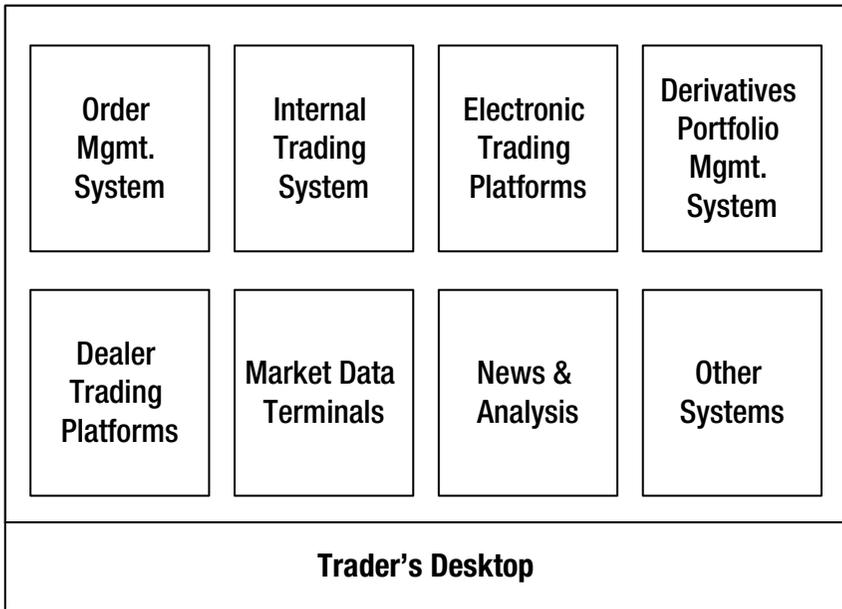 Order
Mgmt.
System
Internal
Trading
System
Electronic
Trading
Platforms
Derivatives
Portfolio
Mgmt.
System
Dealer
Trading
Platforms
Market Data
Terminals
News &
Analysis
Other
Systems
Trader’s Desktop